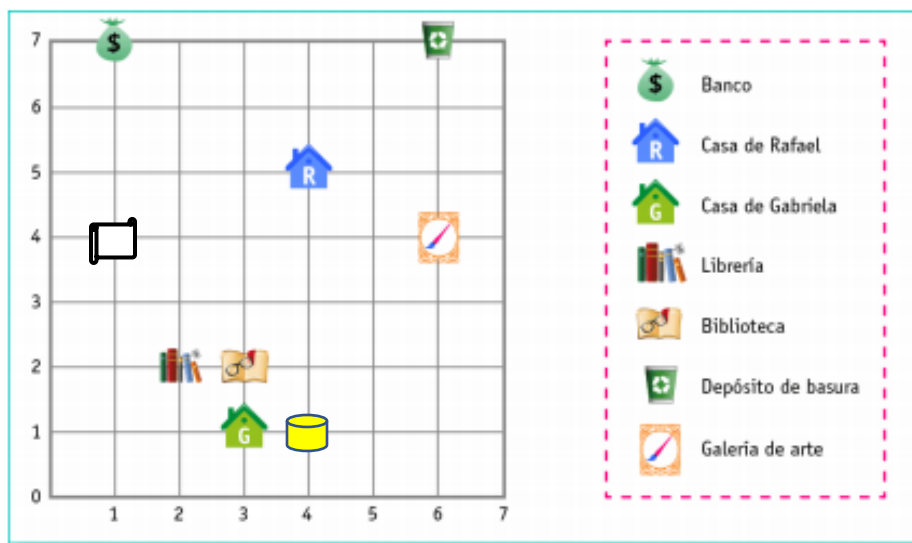 7
6
5
4
3
2
1
0
1 2 3 4 5 6 7
$
R
G
$ Banco
R Casa de Rafael
G Casa de Gabriela
Librería
Biblioteca
Depósito de basura
Galería de arte